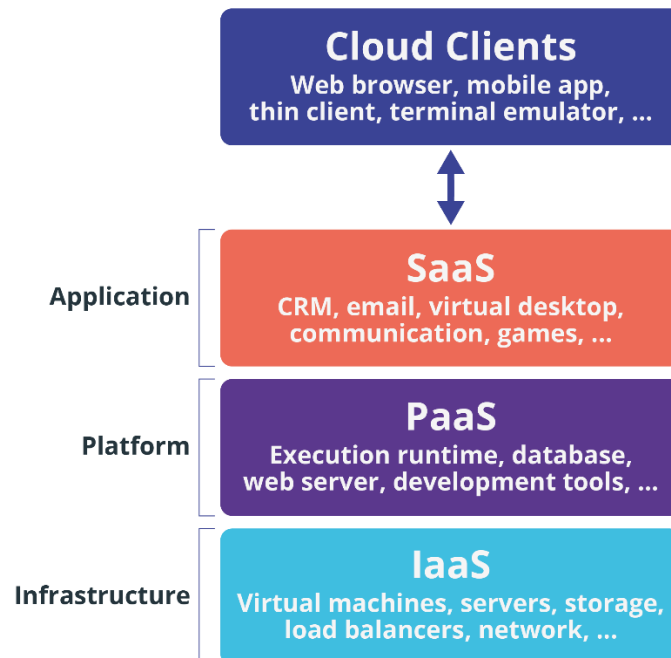 Cloud Clients
Web browser, mobile app,
thin client, terminal emulator, ...
Application
SaaS
CRM, email, virtual desktop,
communication, games, ...
Platform
PaaS
Execution runtime, database,
web server, development tools, ...
Infrastructure
IaaS
Virtual machines, servers, storage,
load balancers, network, ...